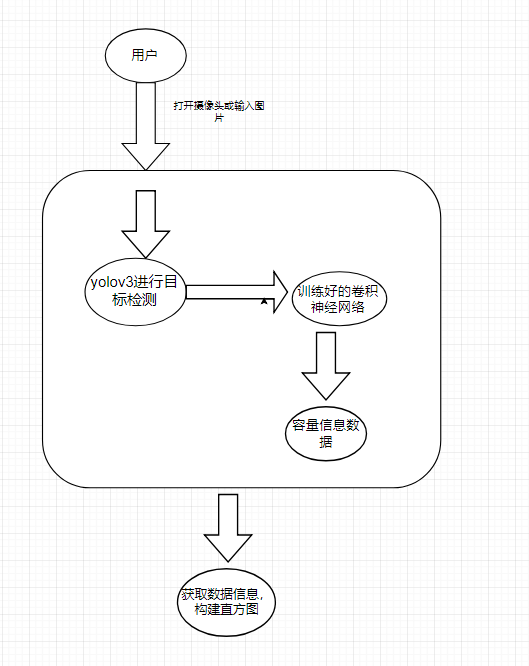 用户
打开摄像头或输入图
片
yolov3进行目
标检测
训练好的卷积
神经网络
容量信息数
据
获取数据信息，
构建直方图